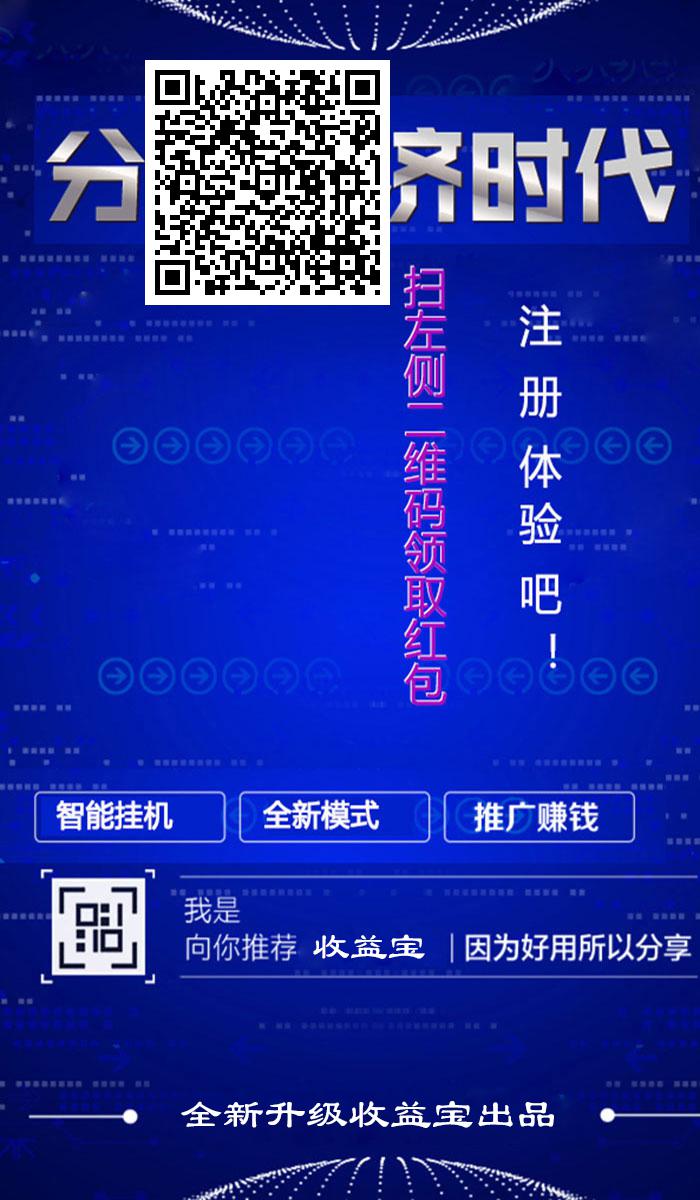 分 济时代
扫左侧二维码领取红包
注册体验吧！
智能挂机 全新模式 推广赚钱
我是
向你推荐 收益宝 | 因为好用所以分享
全新升级收益宝出品